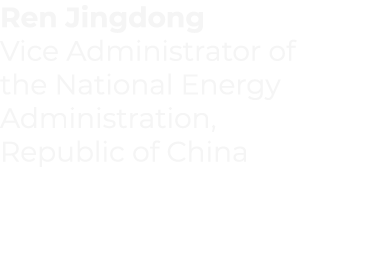 Ren Jingdong
Vice Administrator of
the National Energy
Administration,
Republic of China